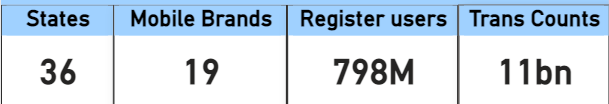 States Mobile Brands Register users Trans Counts
36 19 798M 11bn